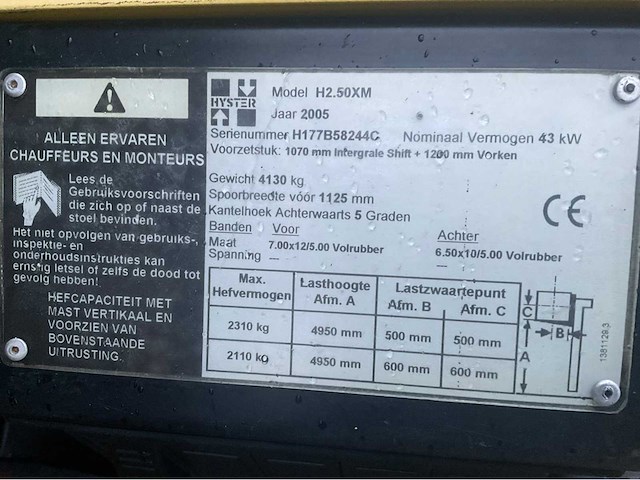 ALLEEN ERVAREN
CHAUFFEURS EN MONTEURS
Lees de
Gebruiksvoorschriften
die zich op of naast de
stoel bevinden.
Het niet opvolgen van gebruiks-,
inspektie- en
onderhoudsinstrukties kan
ernstig letsel of zelfs de dood tot
gevolg hebben!
HEFCAPACITEIT MET
MAST VERTIKAAL EN
VOORZIEN VAN
BOVENSTAANDE
UITRUSTING.
HYSTER
Model H2.50XM
Jaar 2005
Serienummer H177B58244C Nominaal Vermogen 43 kW
Voorzetstuk: 1070 mm Intergrale Shift + 1200 mm Vorken
Gewicht 4130 kg
Spoorbreedte vóór 1125 mm
Kantelhoek Achterwaarts 5 Graden
CE
Banden Voor Achter
Maat 7.00x12/5.00 Volrubber 6.50x10/5.00 Volrubber
Spanning --- ---
Max. Hefvermogen Lasthoogte Afm. A Lastzwaartepunt Afm. B Afm. C
2310 kg 4950 mm 500 mm 500 mm
2110 kg 4950 mm 600 mm 600 mm
C
B
A
1361129.3